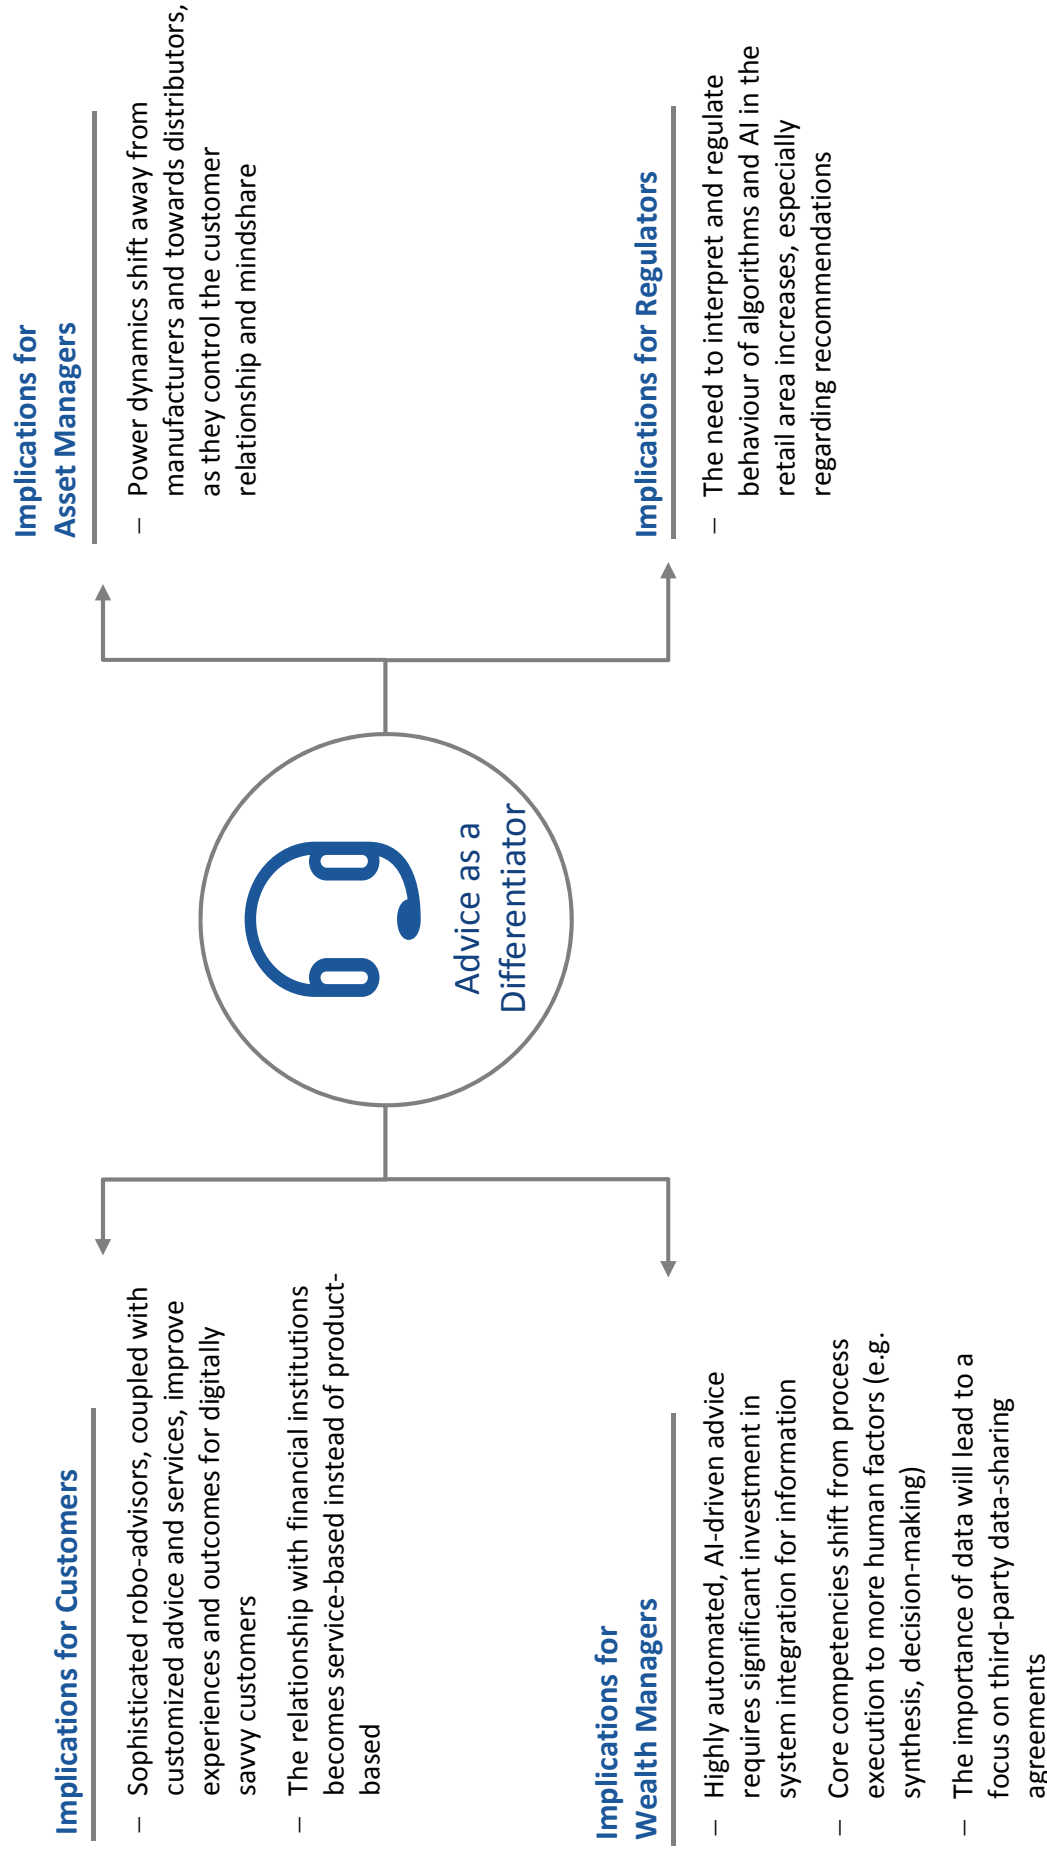 Implications for Customers
– Sophisticated robo-advisors, coupled with
customized advice and services, improve
experiences and outcomes for digitally
savvy customers
– The relationship with financial institutions
becomes service-based instead of product-
based
Implications for
Asset Managers
– Power dynamics shift away from
manufacturers and towards distributors,
as they control the customer
relationship and mindshare
Advice as a
Differentiator
Implications for
Wealth Managers
– Highly automated, AI-driven advice
requires significant investment in
system integration for information
– Core competencies shift from process
execution to more human factors (e.g.
synthesis, decision-making)
– The importance of data will lead to a
focus on third-party data-sharing
agreements
Implications for Regulators
– The need to interpret and regulate
behaviour of algorithms and AI in the
retail area increases, especially
regarding recommendations